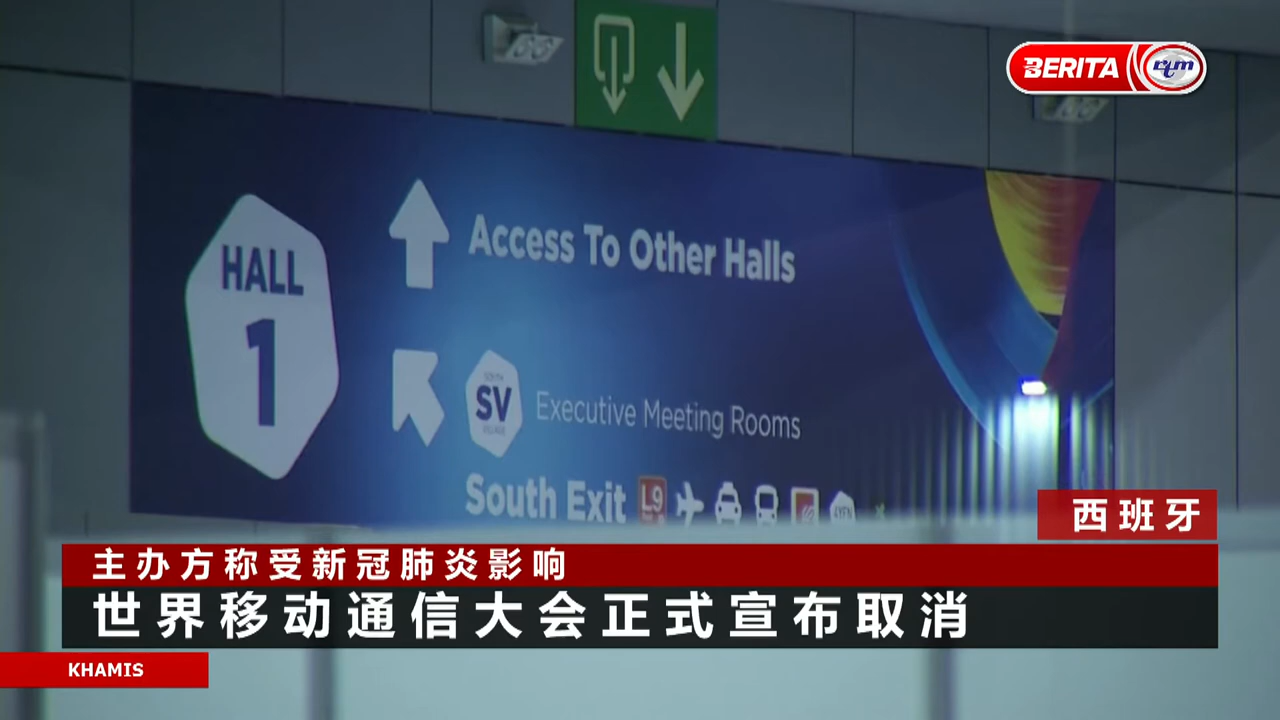 BERITA rtm
HALL
1
Access To Other Halls
SV
VILLAGE
Executive Meeting Rooms
South Exit L9
西班牙
主办方称受新冠肺炎影响
世界移动通信大会正式宣布取消
KHAMIS